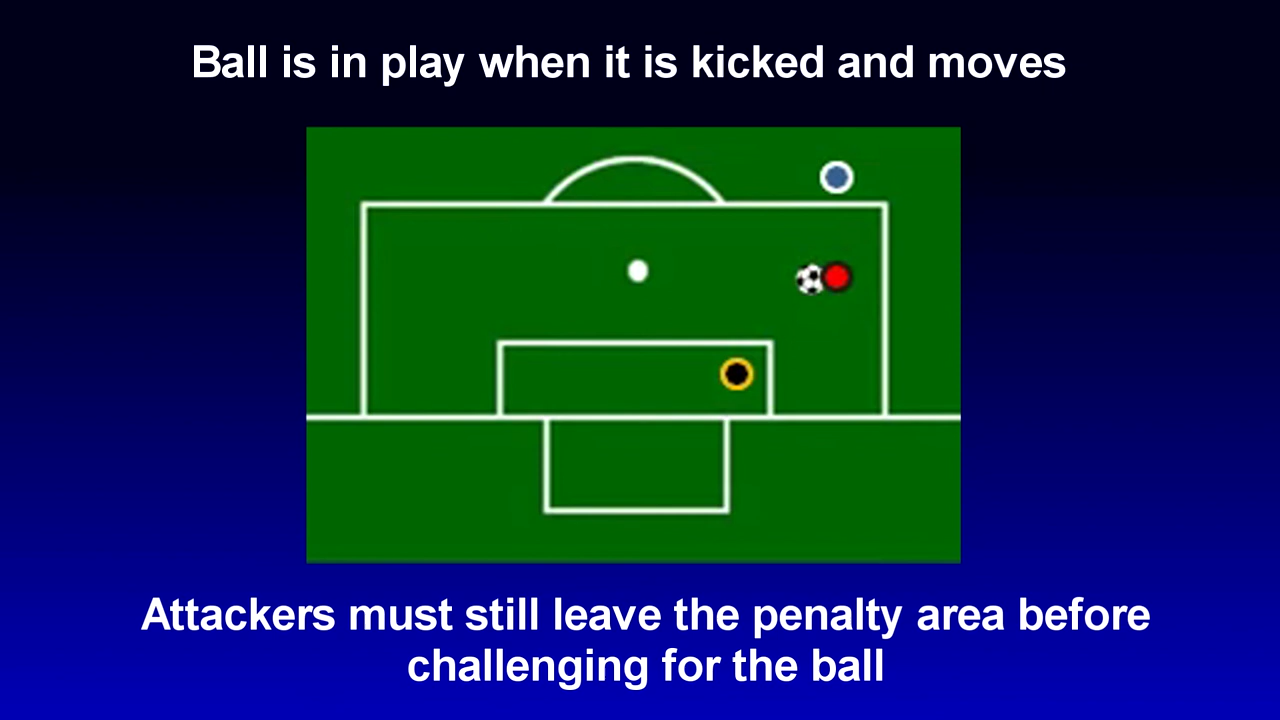 Ball is in play when it is kicked and moves
Attackers must still leave the penalty area before
challenging for the ball